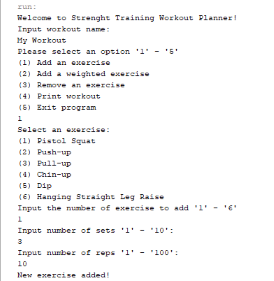 run:
Welcome to Strenght Training Workout Planner!
Input workout name:
My Workout
Please select an option '1' - '5'
(1) Add an exercise
(2) Add a weighted exercise
(3) Remove an exercise
(4) Print workout
(5) Exit program
1
Select an exercise:
(1) Pistol Squat
(2) Push-up
(3) Pull-up
(4) Chin-up
(5) Dip
(6) Hanging Straight Leg Raise
Input the number of exercise to add '1' - '6'
1
Input number of sets '1' - '10':
3
Input number of reps '1' - '100':
10
New exercise added!